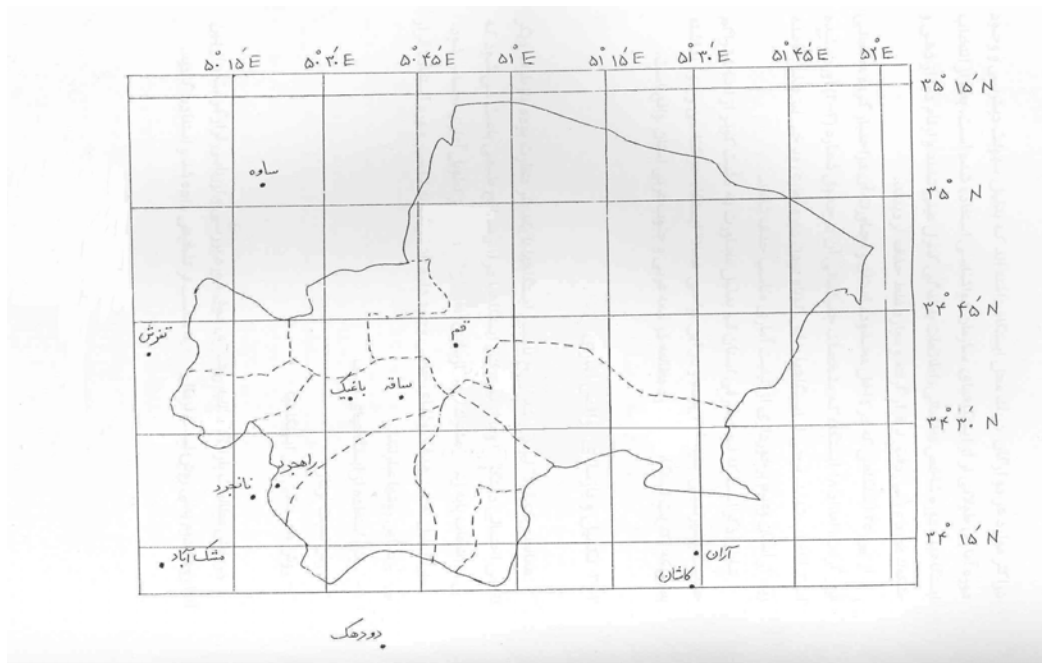 ۵۰° ۱۵′ E
۵۰° ۳۰′ E
۵۰° ۴۵′ E
۵۱° E
۵۱° ۱۵′ E
۵۱° ۳۰′ E
۵۱° ۴۵′ E
۵۲° E
۳۵° ۱۵′ N
ساوه
۳۵° N
۳۴° ۴۵′ N
تفرش
قم
ساقه
باغیک
۳۴° ۳۰′ N
راهجرد
نانجرد
۳۴° ۱۵′ N
مشک آباد
آران
کاشان
دودهک